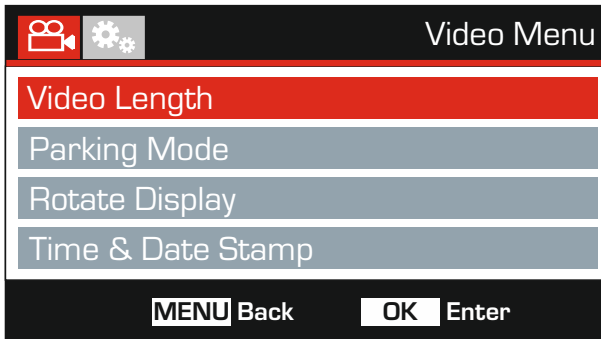 Video Menu
Video Length
Parking Mode
Rotate Display
Time & Date Stamp
MENU Back OK Enter